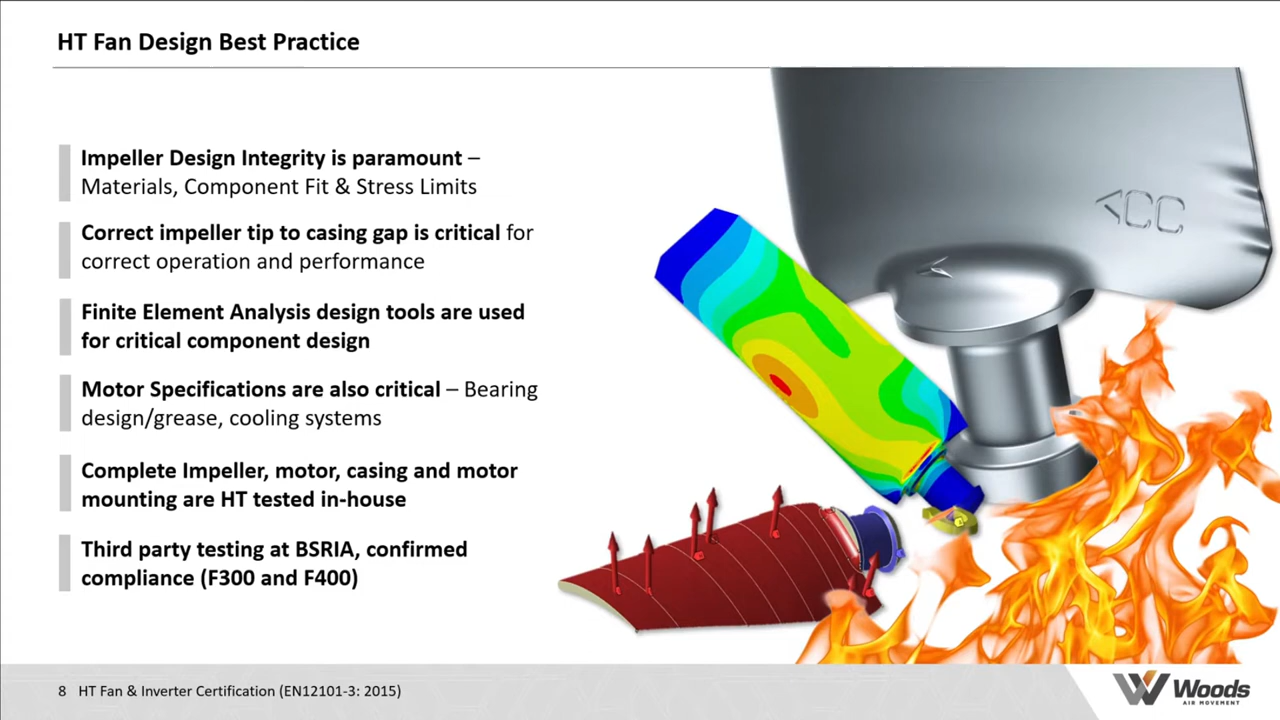 HT Fan Design Best Practice
Impeller Design Integrity is paramount –
Materials, Component Fit & Stress Limits
Correct impeller tip to casing gap is critical for
correct operation and performance
Finite Element Analysis design tools are used
for critical component design
Motor Specifications are also critical – Bearing
design/grease, cooling systems
Complete Impeller, motor, casing and motor
mounting are HT tested in-house
Third party testing at BSRIA, confirmed
compliance (F300 and F400)
<CC
8 HT Fan & Inverter Certification (EN12101-3: 2015)
Woods
AIR MOVEMENT